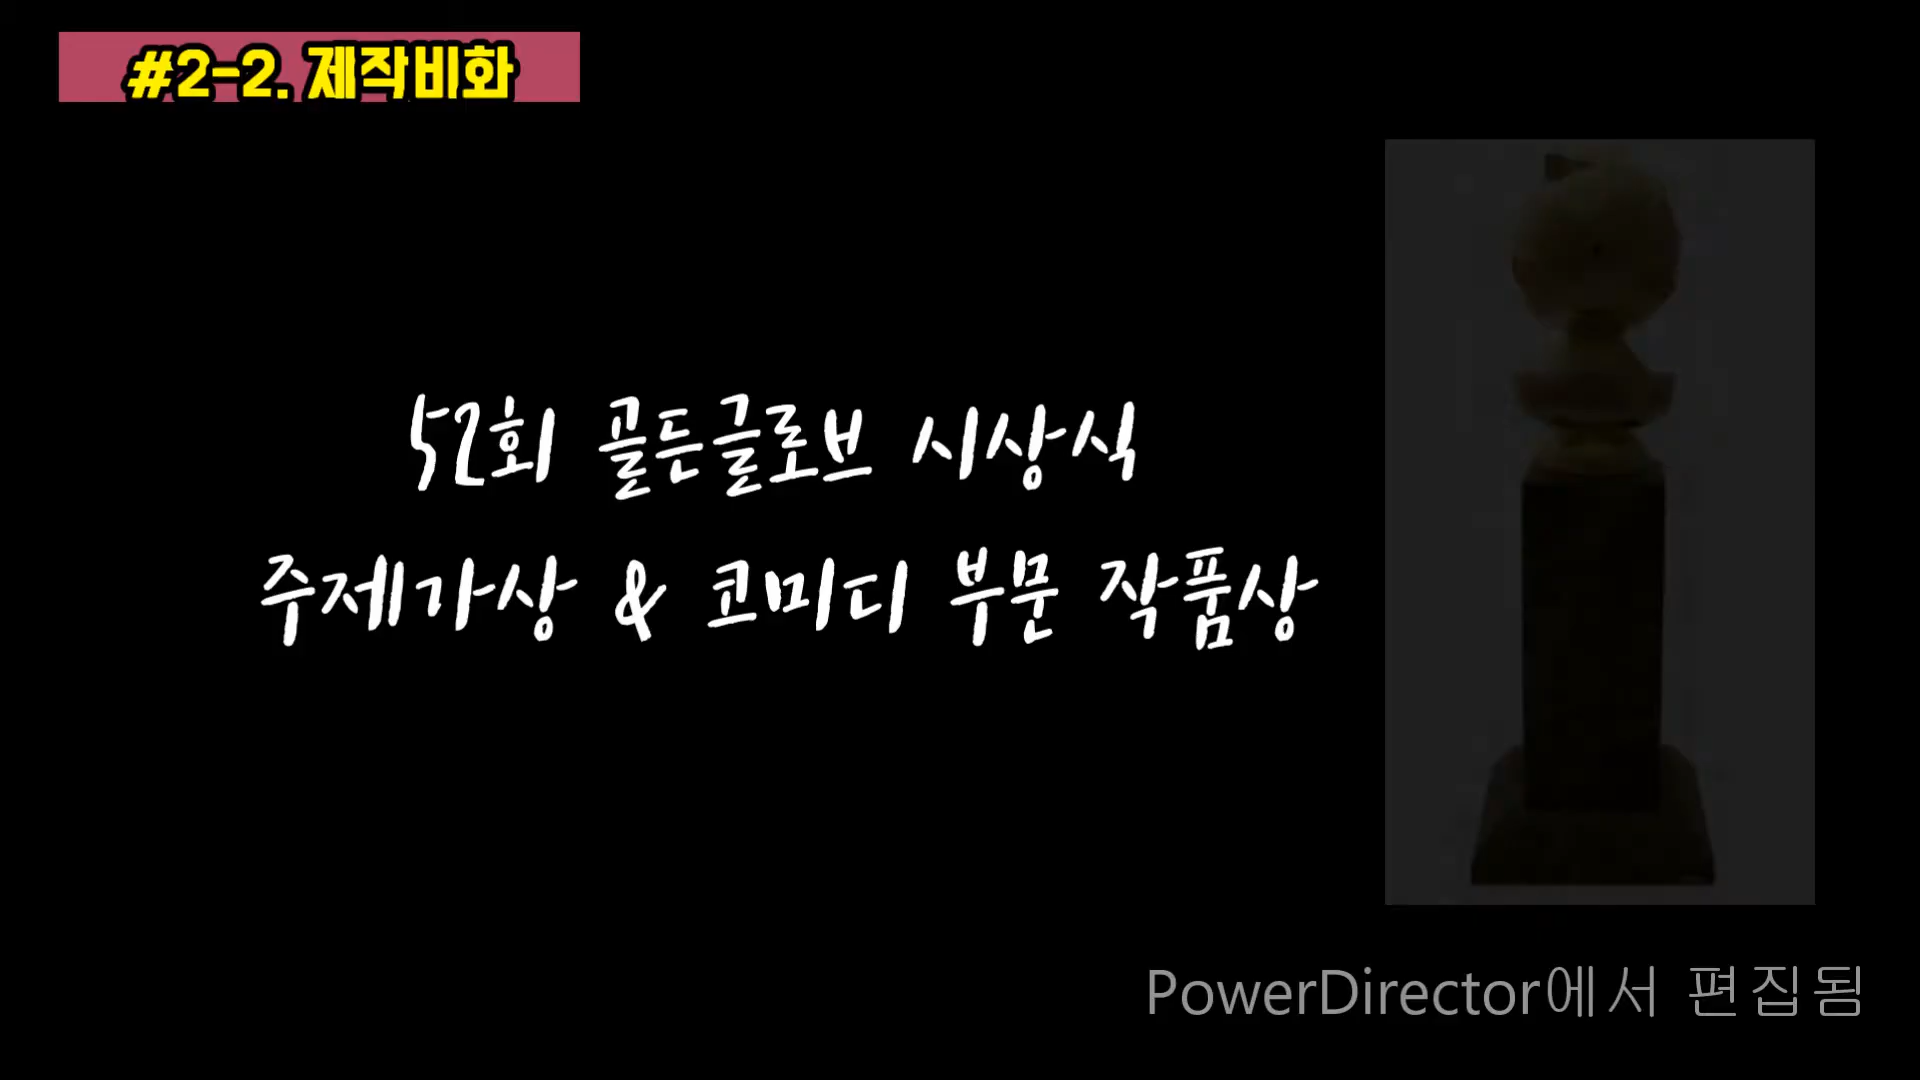 #2-2. 제작비화
52회 골든글로브 시상식
주제가상 & 코미디 부문 작품상
PowerDirector에서 편집됨